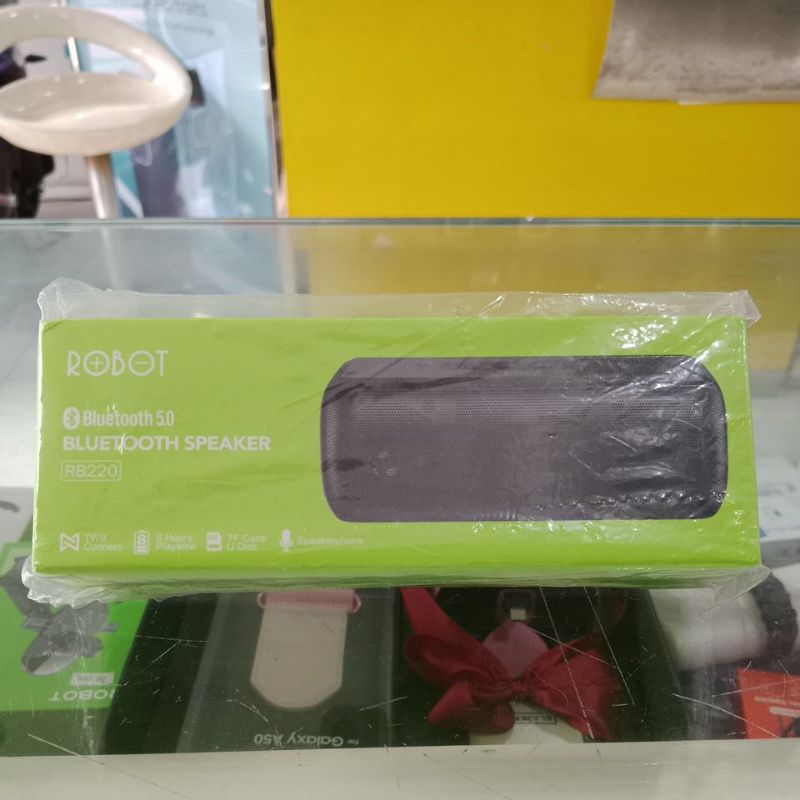 ROBOT
Bluetooth 5.0
BLUETOOTH SPEAKER
RB220
TWS
Connect
8 Hours
Playtime
TF Card/
U Disk
Speakerphone
ROBOT
for Galaxy A50